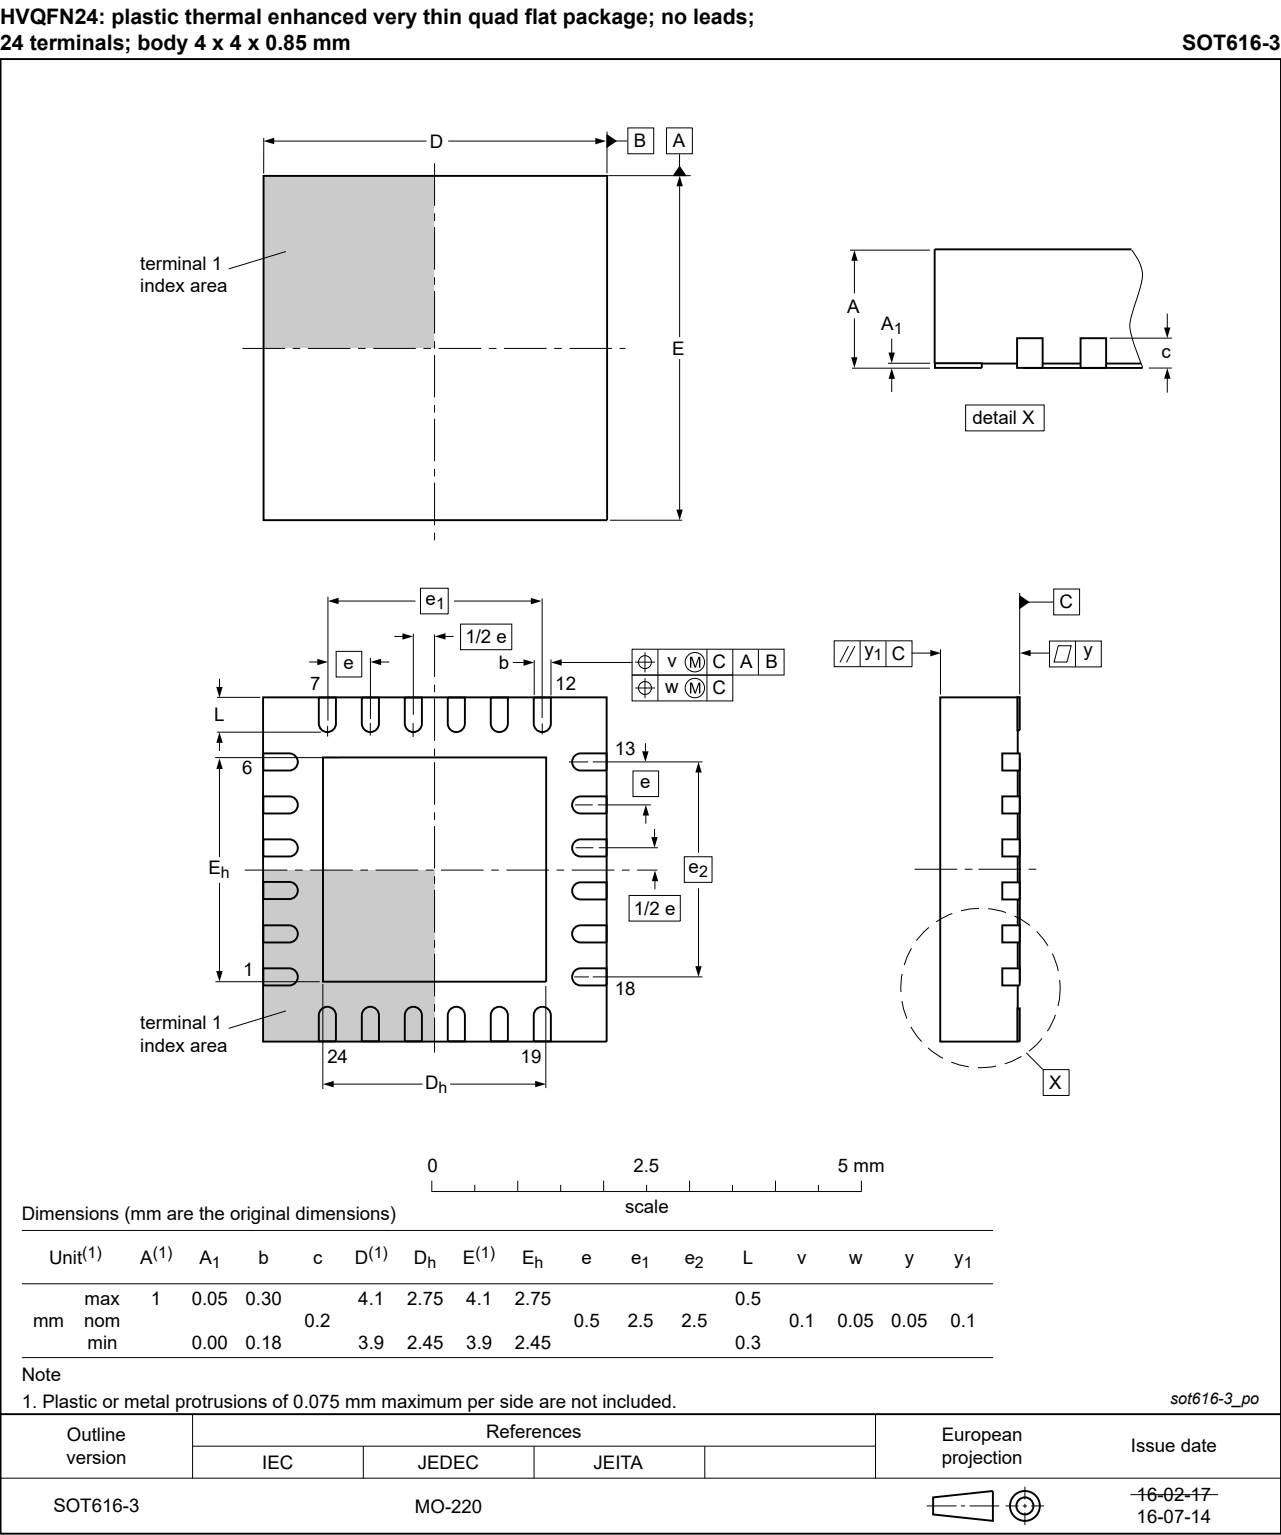 HVQFN24: plastic thermal enhanced very thin quad flat package; no leads;
24 terminals; body 4 x 4 x 0.85 mm
SOT616-3
D
B
A
terminal 1
index area
E
A
A1
c
detail X
e1
1/2 e
e
b
v Ⓜ C A B
w Ⓜ C
7
12
L
6
13
e
Eh
e2
1/2 e
1
18
terminal 1
index area
24
19
Dh
C
// y1 C
y
X
0 2.5 5 mm
scale
Dimensions (mm are the original dimensions)
Unit(1) A(1) A1 b c D(1) Dh E(1) Eh e e1 e2 L v w y y1
max 1 0.05 0.30 4.1 2.75 4.1 2.75 0.5
mm nom 0.2 0.5 2.5 2.5 0.1 0.05 0.05 0.1
min 0.00 0.18 3.9 2.45 3.9 2.45 0.3
Note
1. Plastic or metal protrusions of 0.075 mm maximum per side are not included.
sot616-3_po
Outline
version
References
IEC JEDEC JEITA
European
projection
Issue date
SOT616-3
MO-220
16-02-17
16-07-14